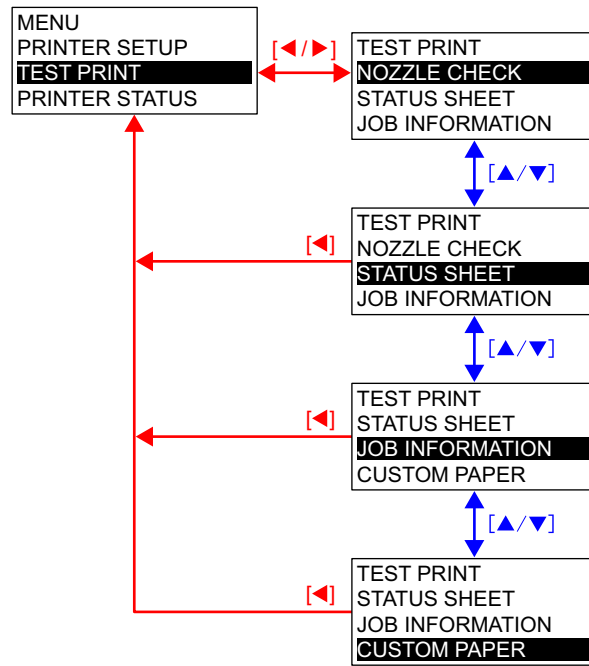 MENU
PRINTER SETUP
TEST PRINT
PRINTER STATUS
[◀/▶]
TEST PRINT
NOZZLE CHECK
STATUS SHEET
JOB INFORMATION
[▲/▼]
[◀]
TEST PRINT
NOZZLE CHECK
STATUS SHEET
JOB INFORMATION
[▲/▼]
[◀]
TEST PRINT
STATUS SHEET
JOB INFORMATION
CUSTOM PAPER
[▲/▼]
[◀]
TEST PRINT
STATUS SHEET
JOB INFORMATION
CUSTOM PAPER